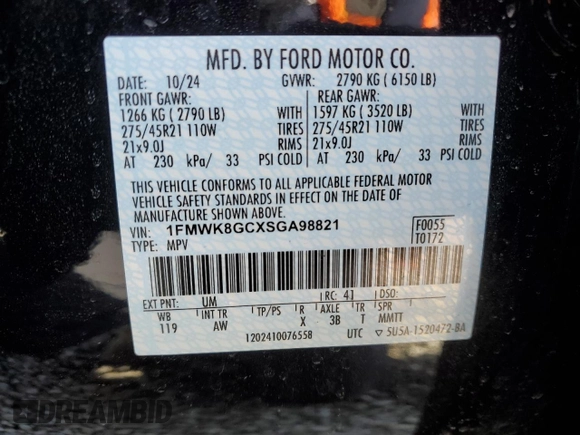 MFD. BY FORD MOTOR CO.
DATE: 10/24 GVWR: 2790 KG ( 6150 LB)
FRONT GAWR: REAR GAWR:
1266 KG ( 2790 LB) WITH 1597 KG ( 3520 LB) WITH
275/45R21 110W TIRES 275/45R21 110W TIRES
21x9.0J RIMS 21x9.0J RIMS
AT 230 kPa/ 33 PSI COLD AT 230 kPa/ 33 PSI COLD
THIS VEHICLE CONFORMS TO ALL APPLICABLE FEDERAL MOTOR
VEHICLE SAFETY STANDARDS IN EFFECT ON THE DATE OF
MANUFACTURE SHOWN ABOVE.
VIN: 1FMWK8GCXSGA98821 F0055
TYPE: MPV T0172
EXT PNT: UM RC: 41 DSO:
WB INT TR TP/PS R AXLE TR SPR
119 AW X 3B T MMTT
1202410076558 UTC ▽ SU5A-1520472-BA
DREAMBID